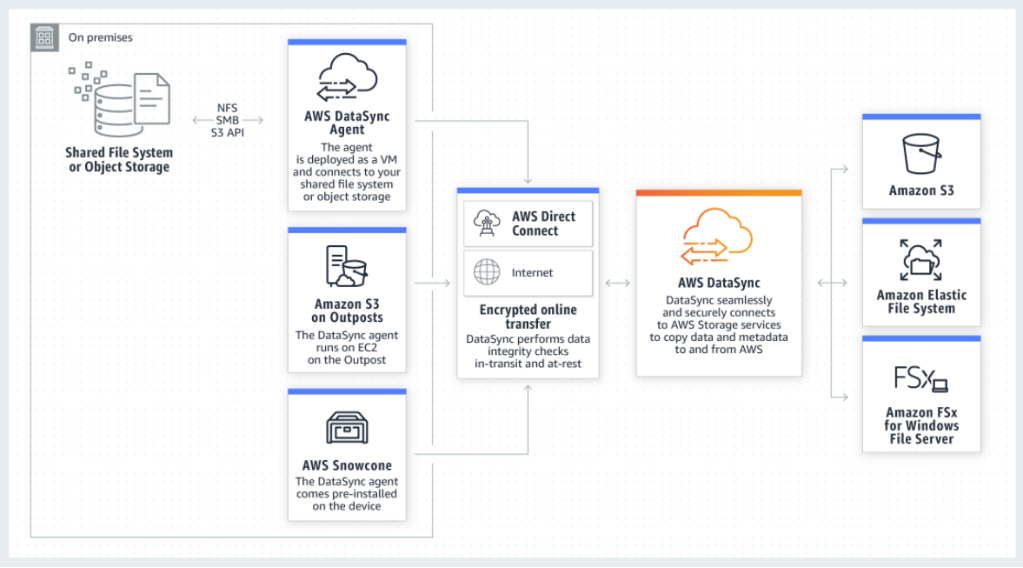 On premises
Shared File System
or Object Storage
NFS
SMB
S3 API
AWS DataSync
Agent
The agent
is deployed as a VM
and connects to your
shared file system
or object storage
Amazon S3
on Outposts
The DataSync agent
runs on EC2
on the Outpost
AWS Snowcone
The DataSync agent
comes pre-installed
on the device
AWS Direct
Connect
Internet
Encrypted online
transfer
DataSync performs data
integrity checks
in-transit and at-rest
AWS DataSync
DataSync seamlessly
and securely connects
to AWS Storage services
to copy data and metadata
to and from AWS
Amazon S3
Amazon Elastic
File System
FSx
Amazon FSx
for Windows
File Server